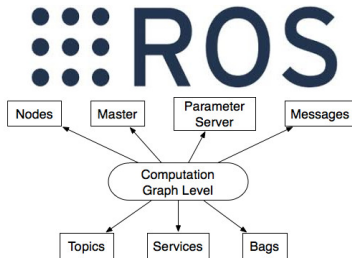 ROS
Nodes
Master
Parameter
Server
Messages
Computation
Graph Level
Topics
Services
Bags